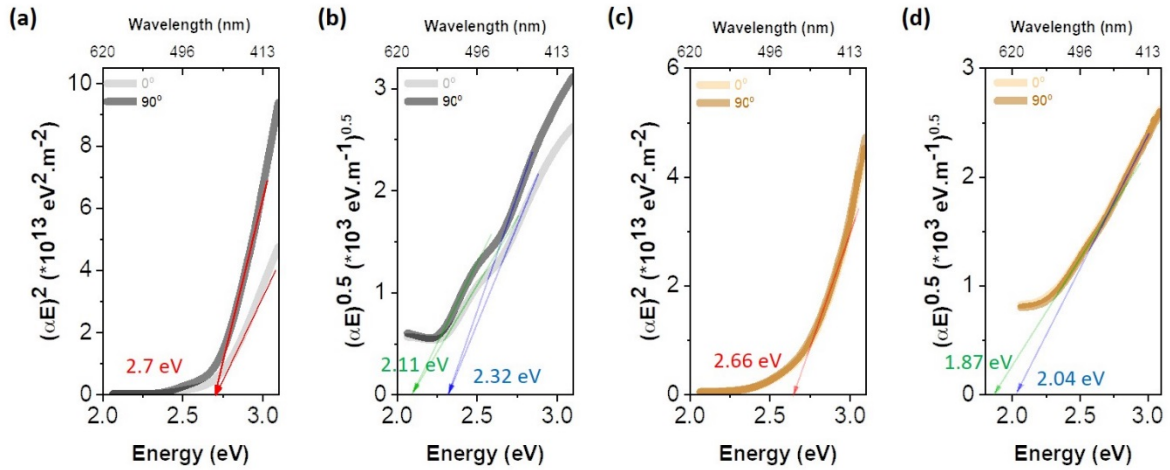 (a)
Wavelength (nm)
620 496 413
0°
90°
(αE)² (*10¹³ eV².m⁻²)
10
8
6
4
2
0
2.7 eV
2.0 2.5 3.0
Energy (eV)
(b)
Wavelength (nm)
620 496 413
0°
90°
(αE)⁰·⁵ (*10³ eV.m⁻¹)⁰·⁵
3
2
1
0
2.11 eV
2.32 eV
2.0 2.5 3.0
Energy (eV)
(c)
Wavelength (nm)
620 496 413
0°
90°
(αE)² (*10¹³ eV².m⁻²)
6
4
2
0
2.66 eV
2.0 2.5 3.0
Energy (eV)
(d)
Wavelength (nm)
620 496 413
0°
90°
(αE)⁰·⁵ (*10³ eV.m⁻¹)⁰·⁵
3
2
1
0
1.87 eV
2.04 eV
2.0 2.5 3.0
Energy (eV)